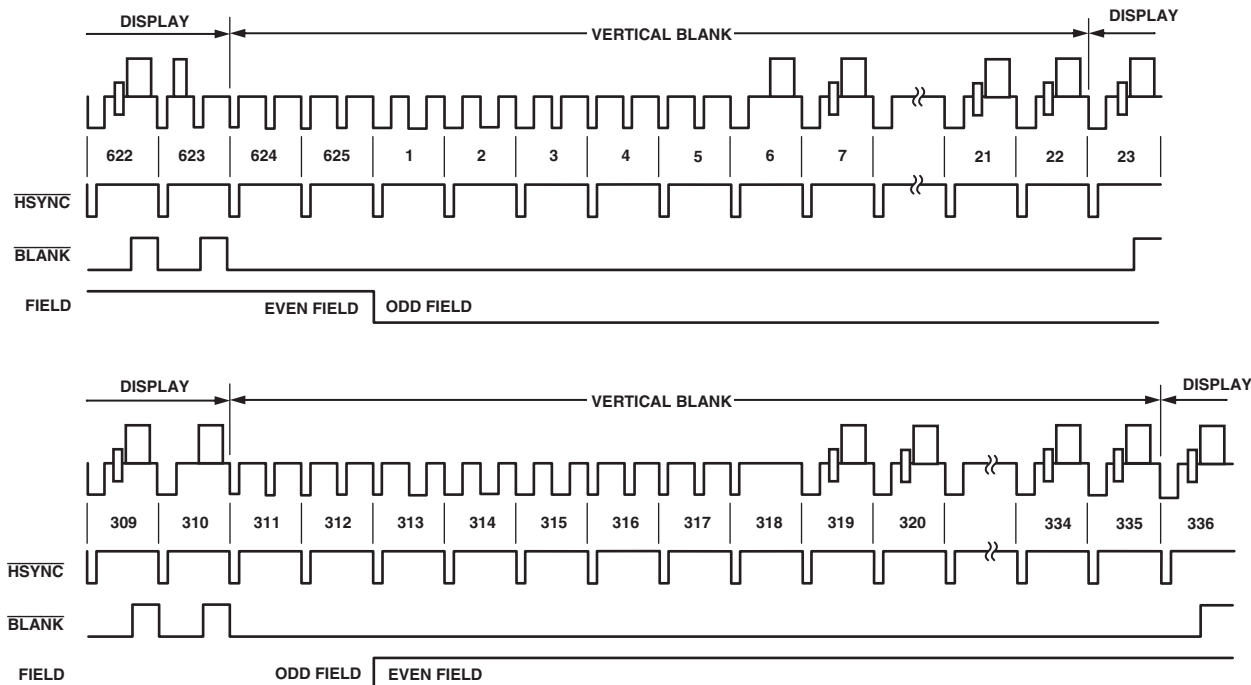 DISPLAY VERTICAL BLANK DISPLAY
622 623 624 625 1 2 3 4 5 6 7 21 22 23
HSYNC
BLANK
FIELD EVEN FIELD ODD FIELD
DISPLAY VERTICAL BLANK DISPLAY
309 310 311 312 313 314 315 316 317 318 319 320 334 335 336
HSYNC
BLANK
FIELD ODD FIELD EVEN FIELD